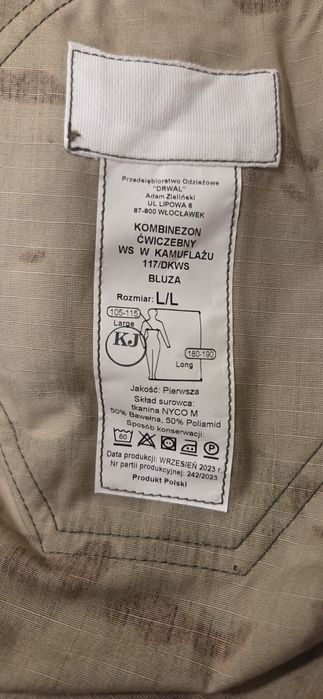 Przedsiębiorstwo Odzieżowe
"DRWAL"
Adam Zieliński
UL LIPOWA 6
87-800 WŁOCŁAWEK
KOMBINEZON
ĆWICZEBNY
WS W KAMUFLAŻU
117/DKWS
BLUZA
Rozmiar: L/L
105-115
Large
KJ
180-190
Long
Jakość: Pierwsza
Skład surowca:
tkanina NYCO M
50% Bawełna, 50% Poliamid
Sposób konserwacji:
60
P
Data produkcji: WRZESIEŃ 2023 r.
Nr partii produkcyjnej: 242/2023
Produkt Polski